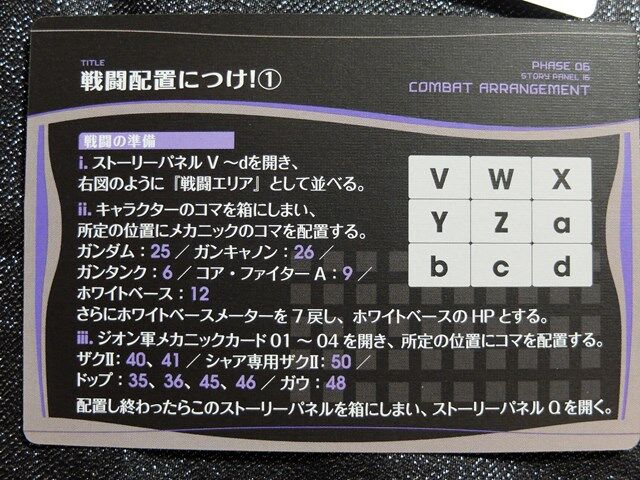 TITLE
戦闘配置につけ!①
PHASE 06
STORY PANEL 16
COMBAT ARRANGEMENT
戦闘の準備
i. ストーリーパネル V ～dを開き、
右図のように『戦闘エリア』として並べる。
V W X
Y Z a
b c d
ii. キャラクターのコマを箱にしまい、
所定の位置にメカニックのコマを配置する。
ガンダム：25 ／ ガンキャノン：26 ／
ガンタンク：6 ／ コア・ファイターA：9 ／
ホワイトベース：12
さらにホワイトベースメーターを 7 戻し、ホワイトベースの HP とする。
iii. ジオン軍メカニックカード 01 ～ 04 を開き、所定の位置にコマを配置する。
ザクII：40、41 ／ シャア専用ザクII：50 ／
ドップ：35、36、45、46 ／ ガウ：48
配置し終わったらこのストーリーパネルを箱にしまい、ストーリーパネル Q を開く。